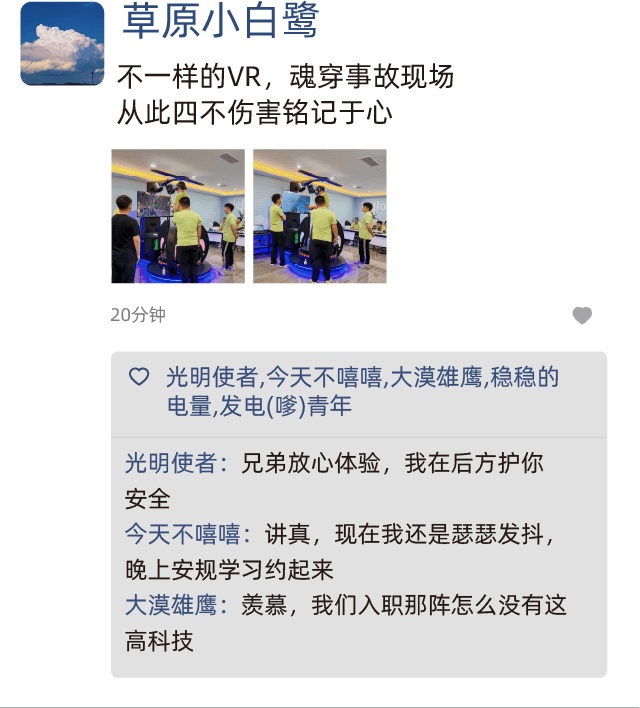 草原小白鹭
不一样的VR，魂穿事故现场
从此四不伤害铭记于心
20分钟
光明使者,今天不嘻嘻,大漠雄鹰,稳稳的
电量,发电(嗲)青年
光明使者：兄弟放心体验，我在后方护你
安全
今天不嘻嘻：讲真，现在我还是瑟瑟发抖，
晚上安规学习约起来
大漠雄鹰：羡慕，我们入职那阵怎么没有这
高科技